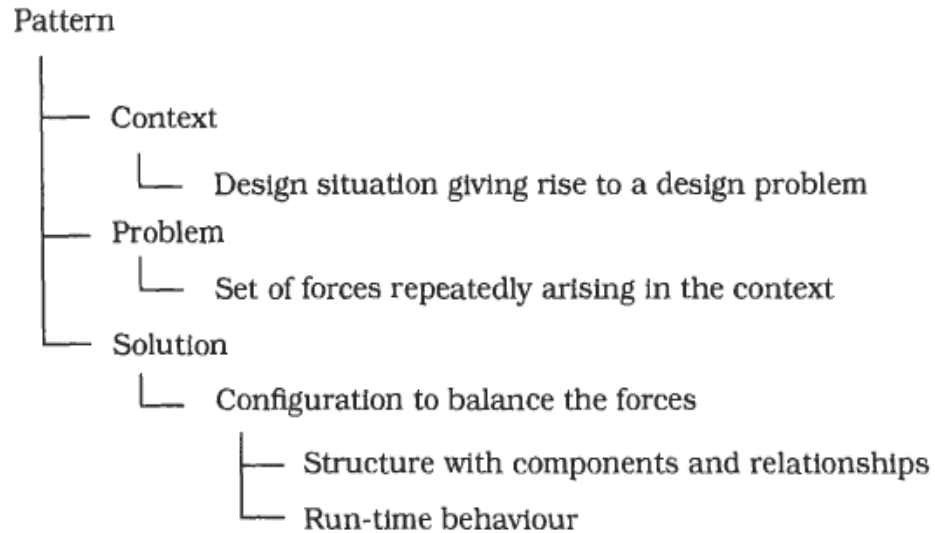 Pattern
Context
Design situation giving rise to a design problem
Problem
Set of forces repeatedly arising in the context
Solution
Configuration to balance the forces
Structure with components and relationships
Run-time behaviour